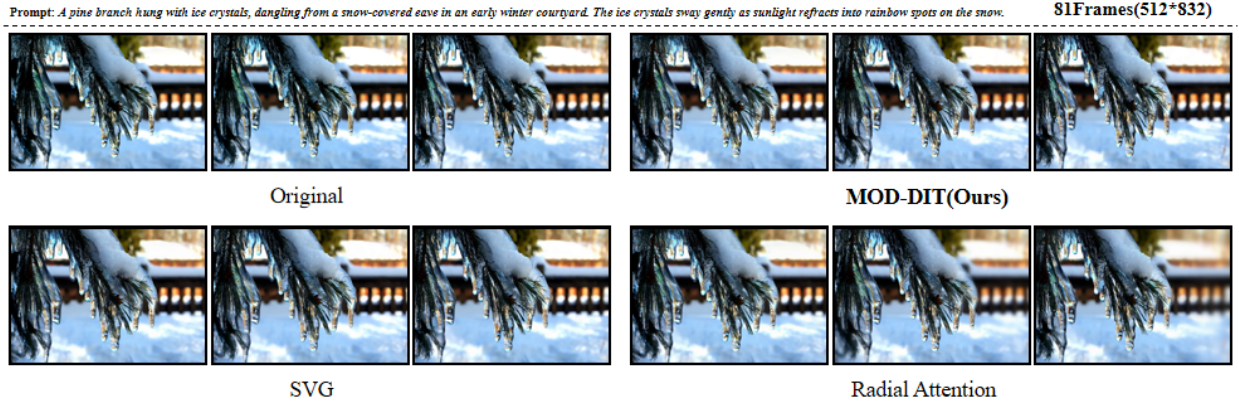 Prompt: A pine branch hung with ice crystals, dangling from a snow-covered eave in an early winter courtyard. The ice crystals sway gently as sunlight refracts into rainbow spots on the snow.
81Frames(512*832)
Original
MOD-DIT(Ours)
SVG
Radial Attention